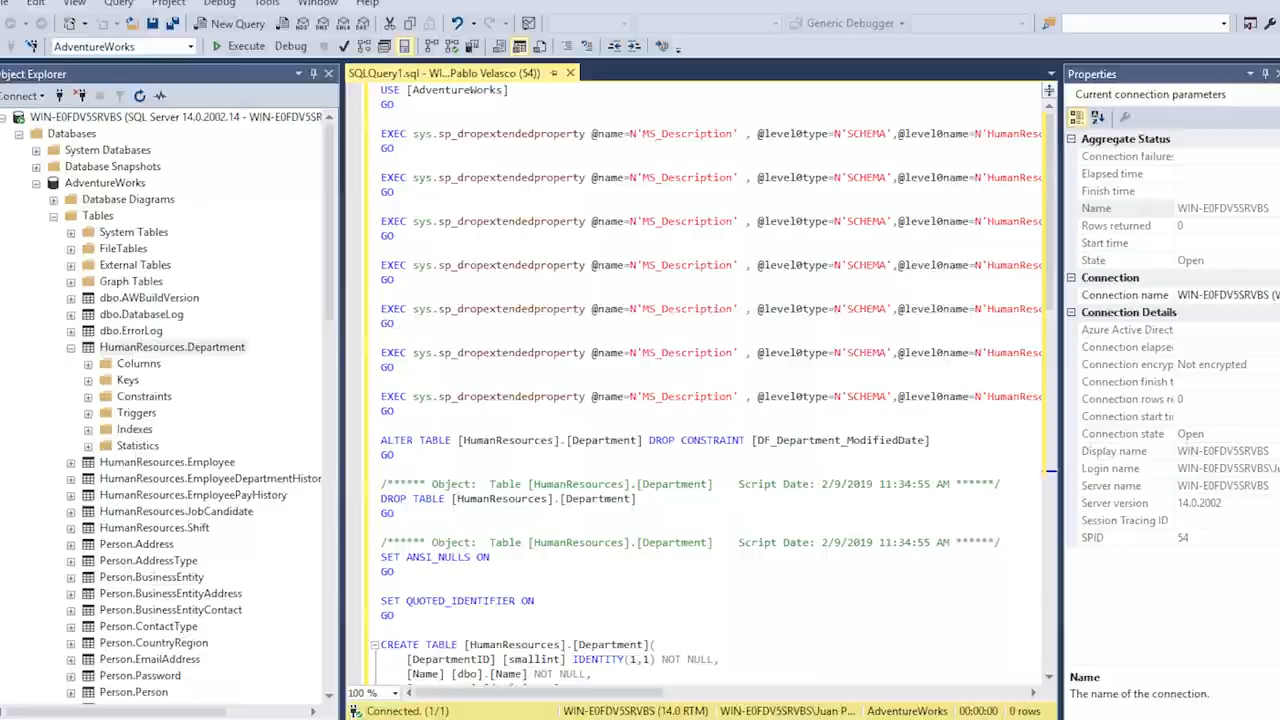 Edit View Query Project Debug Tools Window Help
New Query Generic Debugger
AdventureWorks Execute Debug
Object Explorer
Connect
WIN-E0FDV5SRVBS (SQL Server 14.0.2002.14 - WIN-E0FDV5SR
Databases
System Databases
Database Snapshots
AdventureWorks
Database Diagrams
Tables
System Tables
FileTables
External Tables
Graph Tables
dbo.AWBuildVersion
dbo.DatabaseLog
dbo.ErrorLog
HumanResources.Department
Columns
Keys
Constraints
Triggers
Indexes
Statistics
HumanResources.Employee
HumanResources.EmployeeDepartmentHistor
HumanResources.EmployeePayHistory
HumanResources.JobCandidate
HumanResources.Shift
Person.Address
Person.AddressType
Person.BusinessEntity
Person.BusinessEntityAddress
Person.BusinessEntityContact
Person.ContactType
Person.CountryRegion
Person.EmailAddress
Person.Password
Person.Person
SQLQuery1.sql - WI...Pablo Velasco (54))
USE [AdventureWorks]
GO
EXEC sys.sp_dropextendedproperty @name=N'MS_Description' , @level0type=N'SCHEMA',@level0name=N'HumanResc
GO
EXEC sys.sp_dropextendedproperty @name=N'MS_Description' , @level0type=N'SCHEMA',@level0name=N'HumanResc
GO
EXEC sys.sp_dropextendedproperty @name=N'MS_Description' , @level0type=N'SCHEMA',@level0name=N'HumanResc
GO
EXEC sys.sp_dropextendedproperty @name=N'MS_Description' , @level0type=N'SCHEMA',@level0name=N'HumanResc
GO
EXEC sys.sp_dropextendedproperty @name=N'MS_Description' , @level0type=N'SCHEMA',@level0name=N'HumanResc
GO
EXEC sys.sp_dropextendedproperty @name=N'MS_Description' , @level0type=N'SCHEMA',@level0name=N'HumanResc
GO
EXEC sys.sp_dropextendedproperty @name=N'MS_Description' , @level0type=N'SCHEMA',@level0name=N'HumanResc
GO
ALTER TABLE [HumanResources].[Department] DROP CONSTRAINT [DF_Department_ModifiedDate]
GO
/****** Object: Table [HumanResources].[Department] Script Date: 2/9/2019 11:34:55 AM ******/
DROP TABLE [HumanResources].[Department]
GO
/****** Object: Table [HumanResources].[Department] Script Date: 2/9/2019 11:34:55 AM ******/
SET ANSI_NULLS ON
GO
SET QUOTED_IDENTIFIER ON
GO
CREATE TABLE [HumanResources].[Department](
[DepartmentID] [smallint] IDENTITY(1,1) NOT NULL,
[Name] [dbo].[Name] NOT NULL,
100 %
Connected. (1/1) WIN-E0FDV5SRVBS (14.0 RTM) WIN-E0FDV5SRVBS\Juan P... AdventureWorks 00:00:00 0 rows
Properties
Current connection parameters
Aggregate Status
Connection failure
Elapsed time
Finish time
Name WIN-E0FDV5SRVBS
Rows returned 0
Start time
State Open
Connection
Connection name WIN-E0FDV5SRVBS (W
Connection Details
Azure Active Direct
Connection elapse
Connection encryp Not encrypted
Connection finish t
Connection rows r 0
Connection start ti
Connection state Open
Display name WIN-E0FDV5SRVBS
Login name WIN-E0FDV5SRVBS\Ju
Server name WIN-E0FDV5SRVBS
Server version 14.0.2002
Session Tracing ID
SPID 54
Name
The name of the connection.